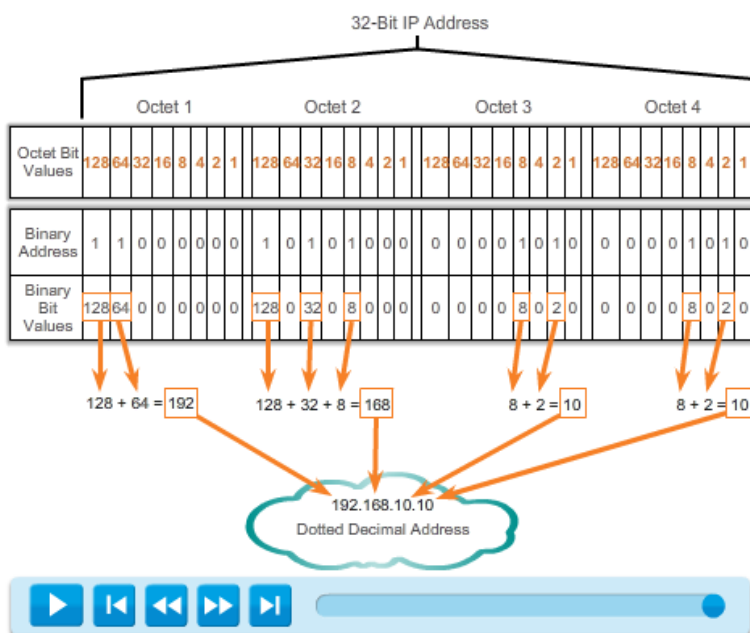 32-Bit IP Address
Octet 1 Octet 2 Octet 3 Octet 4
Octet Bit
Values
128 64 32 16 8 4 2 1 128 64 32 16 8 4 2 1 128 64 32 16 8 4 2 1 128 64 32 16 8 4 2 1
Binary
Address
1 1 0 0 0 0 0 0 1 0 1 0 1 0 0 0 0 0 0 0 1 0 1 0 0 0 0 0 1 0 1 0
Binary
Bit
Values
128 64 0 0 0 0 0 0 128 0 32 0 8 0 0 0 0 0 0 0 8 0 2 0 0 0 0 0 8 0 2 0
128 + 64 = 192 128 + 32 + 8 = 168 8 + 2 = 10 8 + 2 = 10
192.168.10.10
Dotted Decimal Address